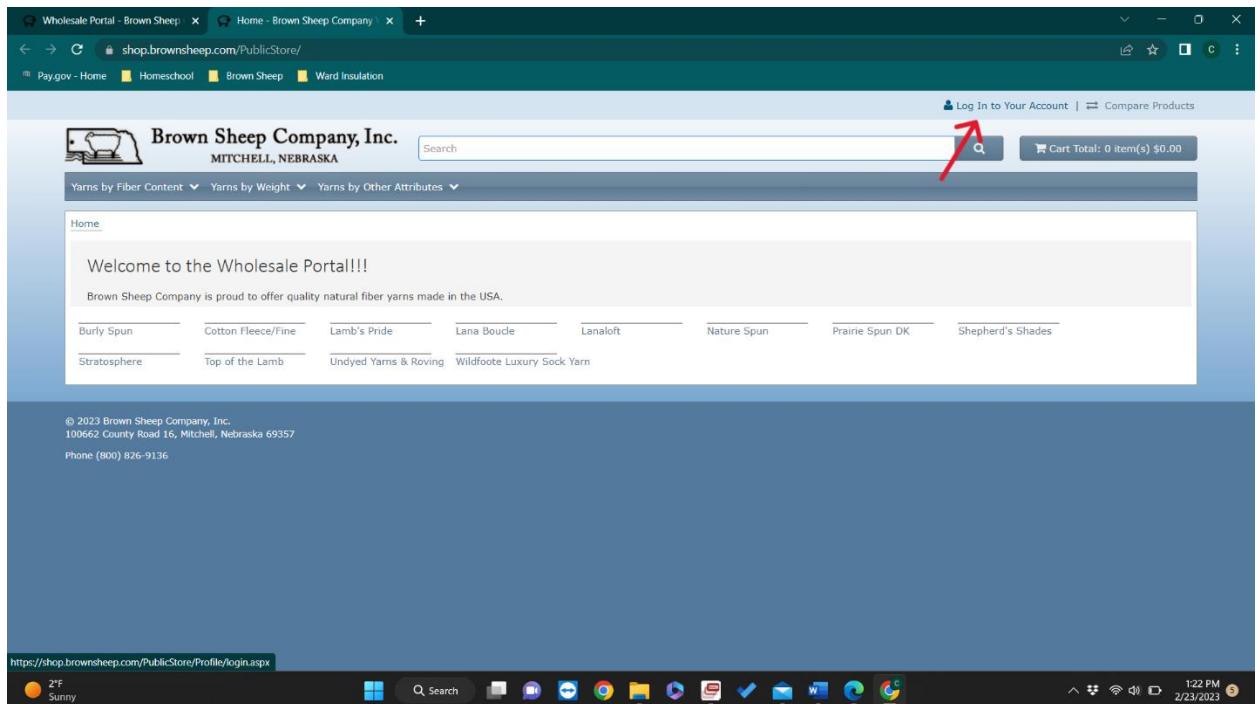 Wholesale Portal - Brown Sheep
Home - Brown Sheep Company
shop.brownsheep.com/PublicStore/
C
Pay.gov - Home
Homeschool
Brown Sheep
Ward Insulation
Log In to Your Account | Compare Products
Brown Sheep Company, Inc.
MITCHELL, NEBRASKA
Search
Cart Total: 0 item(s) $0.00
Yarns by Fiber Content
Yarns by Weight
Yarns by Other Attributes
Home
Welcome to the Wholesale Portal!!!
Brown Sheep Company is proud to offer quality natural fiber yarns made in the USA.
Burly Spun
Cotton Fleece/Fine
Lamb's Pride
Lana Boucle
Lanaloft
Nature Spun
Prairie Spun DK
Shepherd's Shades
Stratosphere
Top of the Lamb
Undyed Yarns & Roving
Wildfoote Luxury Sock Yarn
© 2023 Brown Sheep Company, Inc.
100662 County Road 16, Mitchell, Nebraska 69357
Phone (800) 826-9136
https://shop.brownsheep.com/PublicStore/Profile/login.aspx
2°F
Sunny
Search
1:22 PM
2/23/2023
5